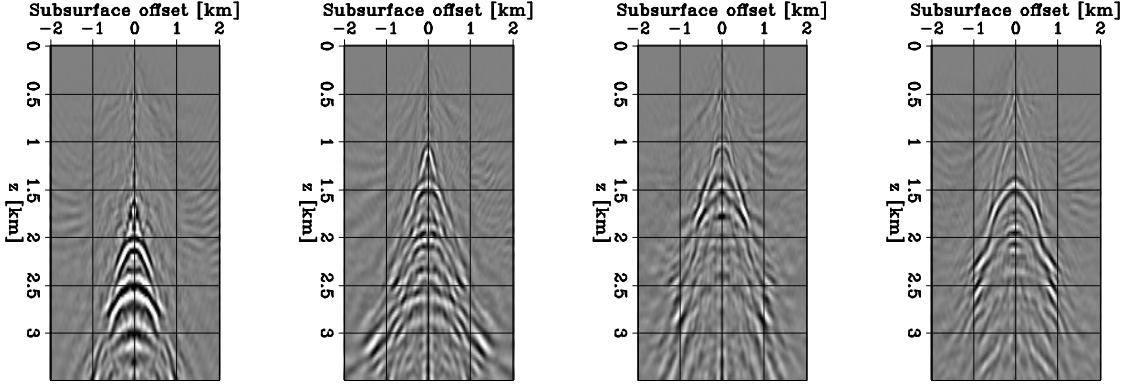 Subsurface offset [km] Subsurface offset [km] Subsurface offset [km] Subsurface offset [km]
−2 −1 0 1 2 −2 −1 0 1 2 −2 −1 0 1 2 −2 −1 0 1 2
0 0 0 0
0.5 0.5 0.5 0.5
1 1 1 1
1.5 1.5 1.5 1.5
z [km] z [km] z [km] z [km]
2 2 2 2
2.5 2.5 2.5 2.5
3 3 3 3